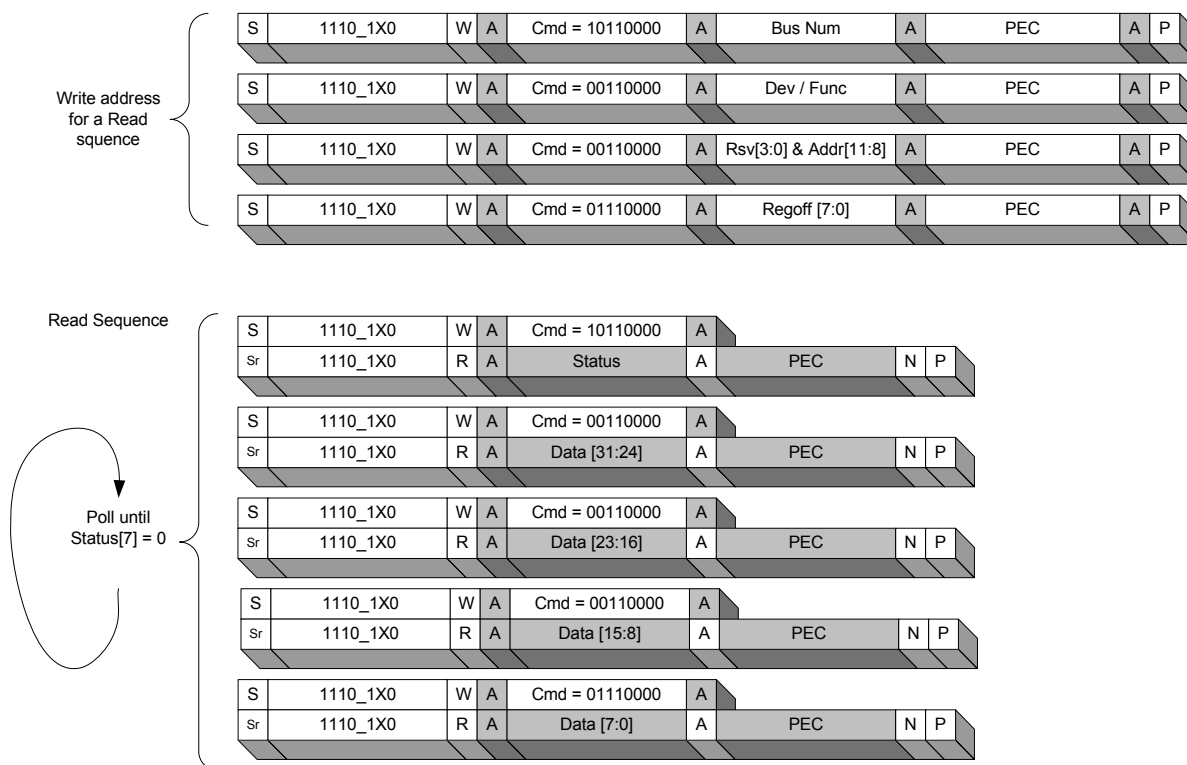 S 1110_1X0 W A Cmd = 10110000 A Bus Num A PEC A P
S 1110_1X0 W A Cmd = 00110000 A Dev / Func A PEC A P
Write address
for a Read
squence
S 1110_1X0 W A Cmd = 00110000 A Rsv[3:0] & Addr[11:8] A PEC A P
S 1110_1X0 W A Cmd = 01110000 A Regoff [7:0] A PEC A P
Read Sequence
S 1110_1X0 W A Cmd = 10110000 A
Sr 1110_1X0 R A Status A PEC N P
S 1110_1X0 W A Cmd = 00110000 A
Sr 1110_1X0 R A Data [31:24] A PEC N P
Poll until
Status[7] = 0
S 1110_1X0 W A Cmd = 00110000 A
Sr 1110_1X0 R A Data [23:16] A PEC N P
S 1110_1X0 W A Cmd = 00110000 A
Sr 1110_1X0 R A Data [15:8] A PEC N P
S 1110_1X0 W A Cmd = 01110000 A
Sr 1110_1X0 R A Data [7:0] A PEC N P